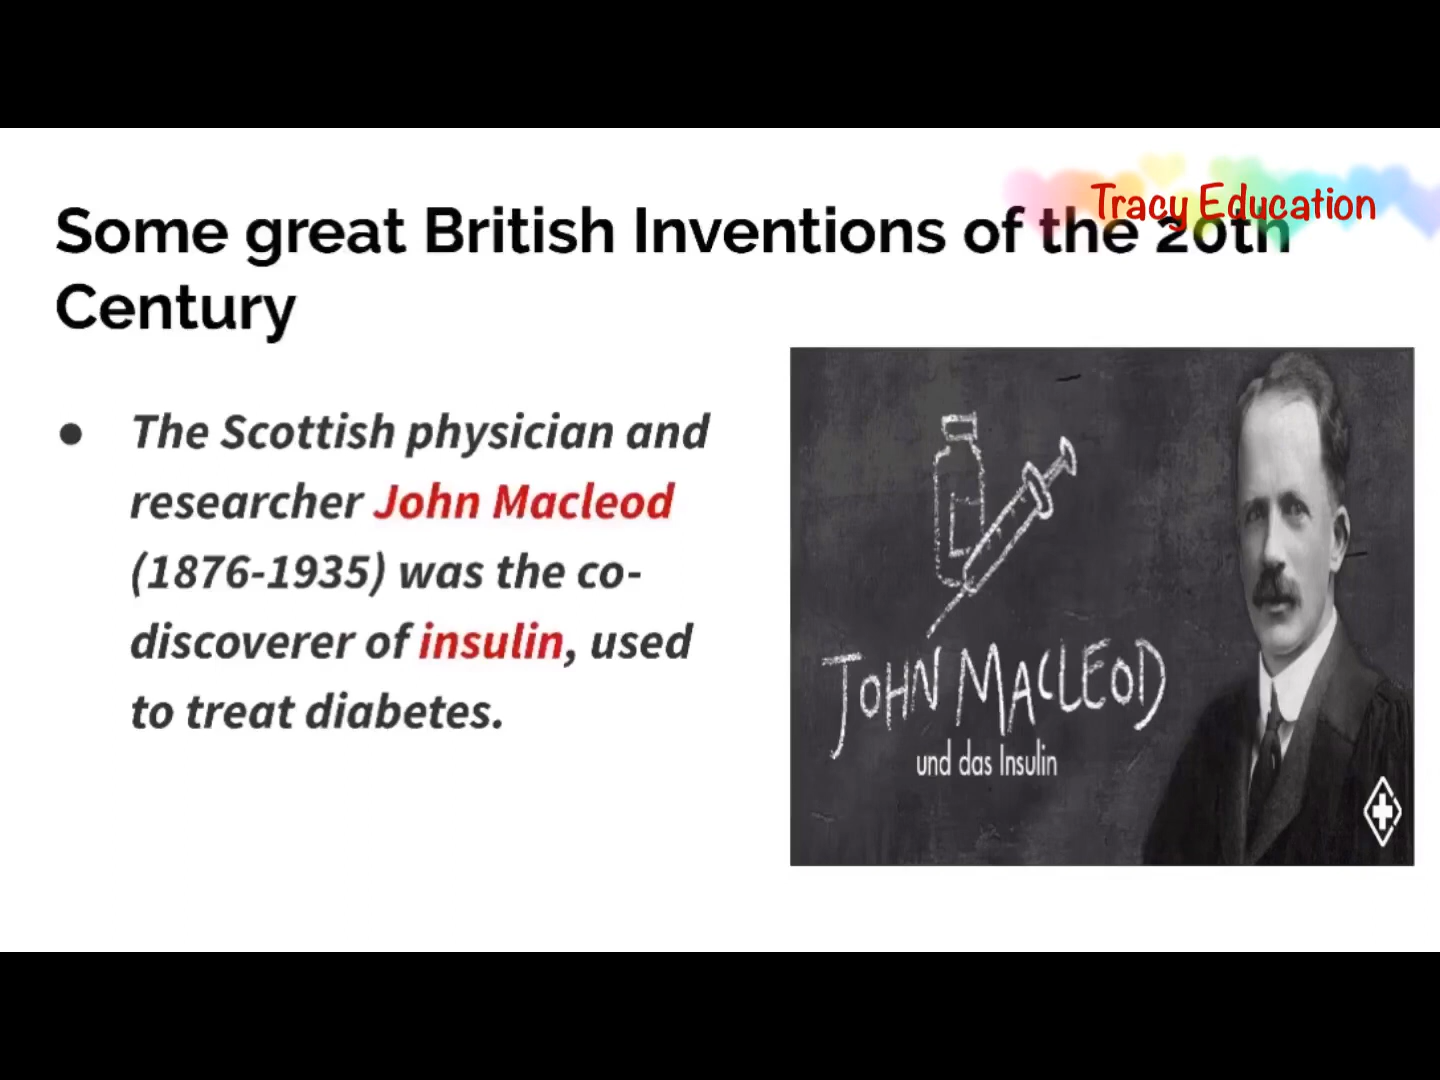 Tracy Education
Some great British Inventions of the 20th
Century
● The Scottish physician and
researcher John Macleod
(1876-1935) was the co-
discoverer of insulin, used
to treat diabetes.
JOHN MACLEOD
und das Insulin